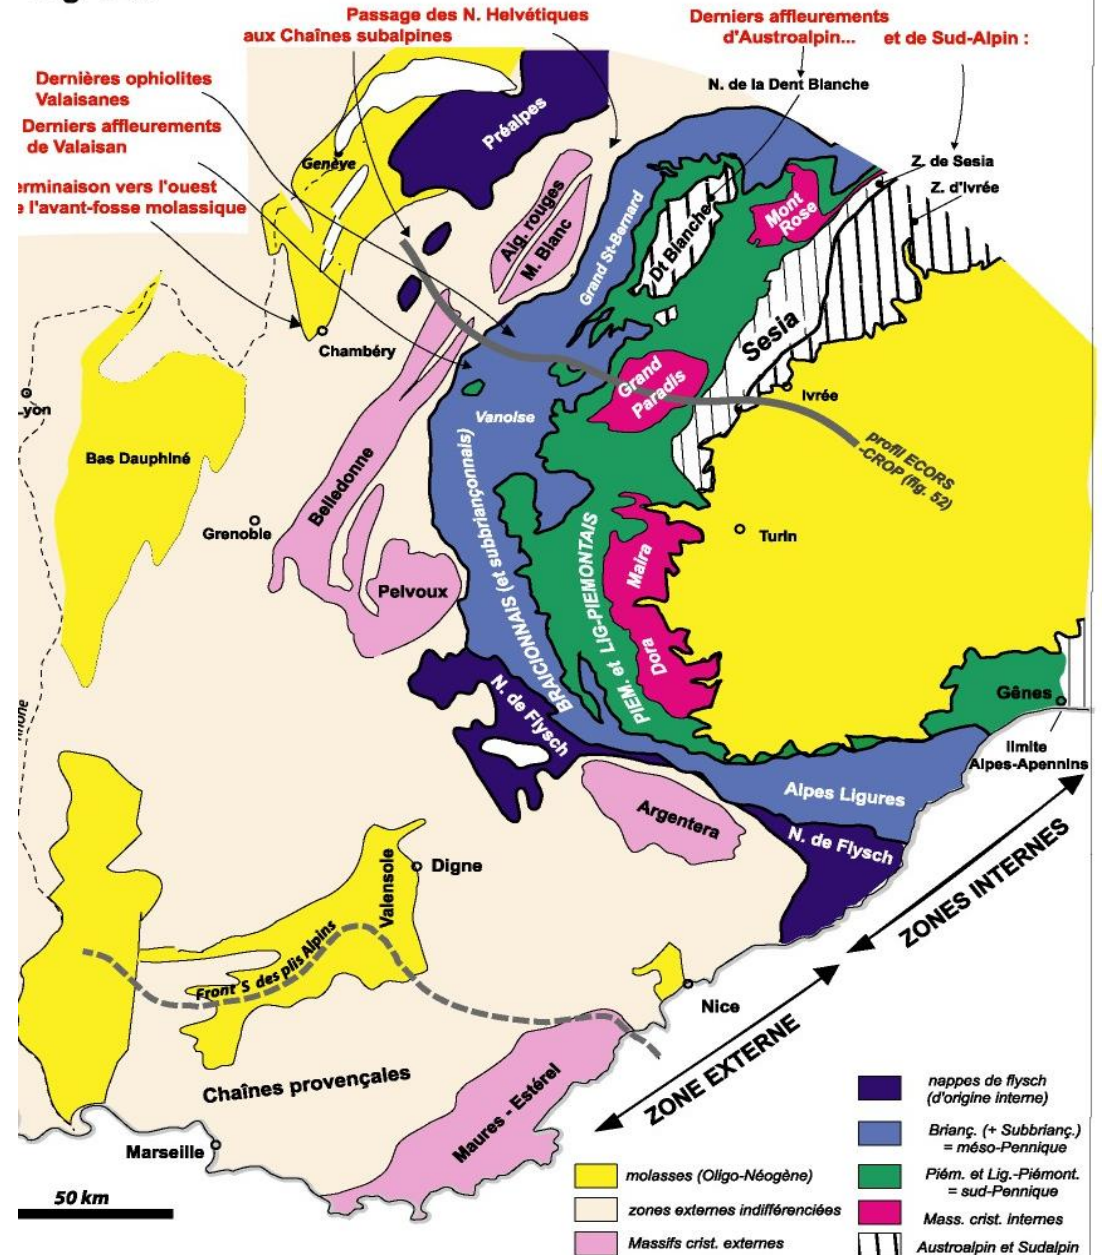 Passage des N. Helvétiques
aux Chaînes subalpines
Derniers affleurements
d'Austroalpin...
et de Sud-Alpin :
Dernières ophiolites
Valaisanes
Derniers affleurements
de Valaisan
erminaison vers l'ouest
e l'avant-fosse molassique
N. de la Dent Blanche
Z. de Sesia
Z. d'Ivrée
Préalpes
Genève
Aig. rouges
M. Blanc
Grand St-Bernard
Dt Blanche
Mont
Rose
Sesia
Chambéry
Grand
Paradis
Ivrée
yon
Vanoise
Bas Dauphiné
profil ECORS
-CROP (fig. 52)
Belledonne
Grenoble
Turin
Pelvoux
BRAICIONNAIS (et subbriançonnais)
PIEM. et LIG-PIEMONTAIS
Maira
Dora
N. de Flysch
Gênes
limite
Alpes-Apennins
Alpes Ligures
Argentera
N. de Flysch
Digne
Valensole
ZONES INTERNES
Front S des plis Alpins
Nice
ZONE EXTERNE
Chaînes provençales
Maures - Estérel
Marseille
50 km
molasses (Oligo-Néogène)
zones externes indifférenciées
Massifs crist. externes
nappes de flysch
(d'origine interne)
Brianç. (+ Subbrianç.)
= méso-Pennique
Piém. et Lig.-Piémont.
= sud-Pennique
Mass. crist. internes
Austroalpin et Sudalpin